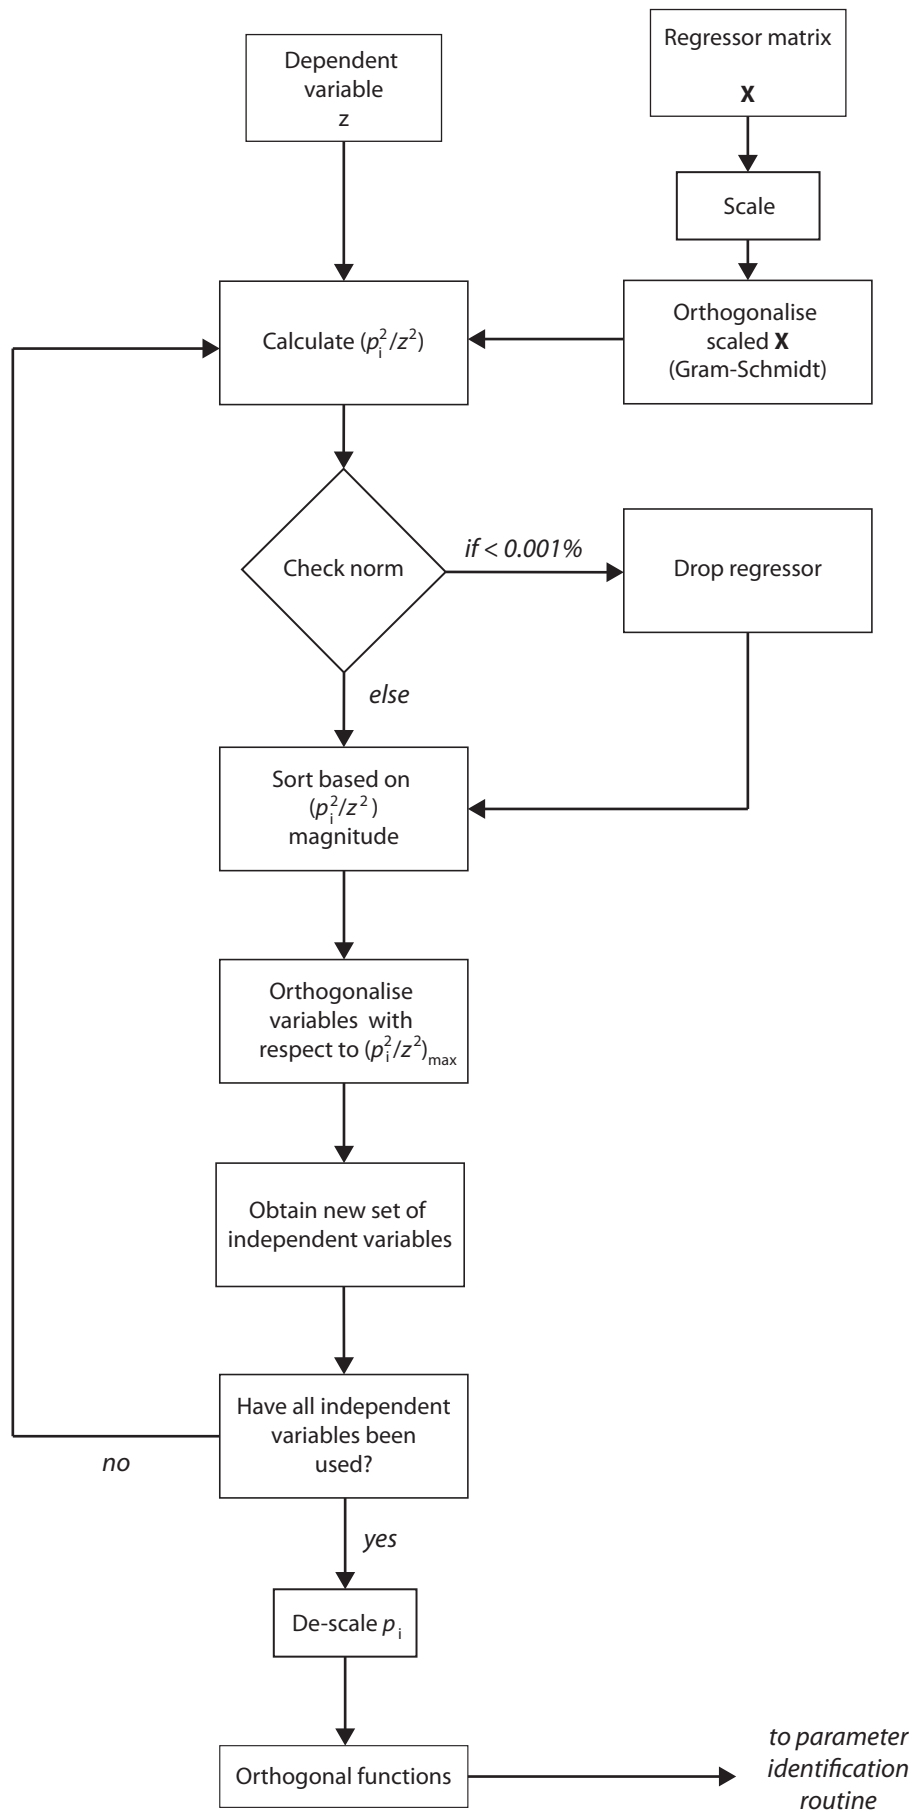 Dependent
variable
z
Regressor matrix
X
Scale
Orthogonalise
scaled X
(Gram-Schmidt)
Calculate (p_i^2/z^2)
Check norm
if < 0.001%
Drop regressor
else
Sort based on
(p_i^2/z^2)
magnitude
Orthogonalise
variables with
respect to (p_i^2/z^2)_max
Obtain new set of
independent variables
Have all independent
variables been
used?
no
yes
De-scale p_i
Orthogonal functions
to parameter
identification
routine